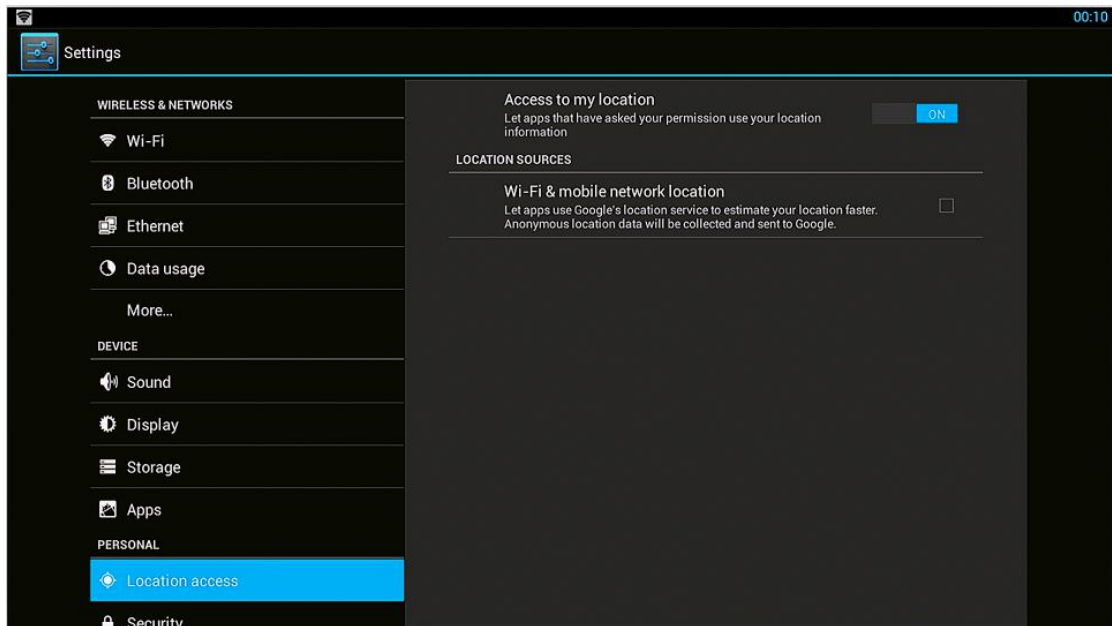 00:10
Settings
WIRELESS & NETWORKS
Wi-Fi
Bluetooth
Ethernet
Data usage
More...
DEVICE
Sound
Display
Storage
Apps
PERSONAL
Location access
Security
Access to my location
Let apps that have asked your permission use your location
information
ON
LOCATION SOURCES
Wi-Fi & mobile network location
Let apps use Google's location service to estimate your location faster.
Anonymous location data will be collected and sent to Google.